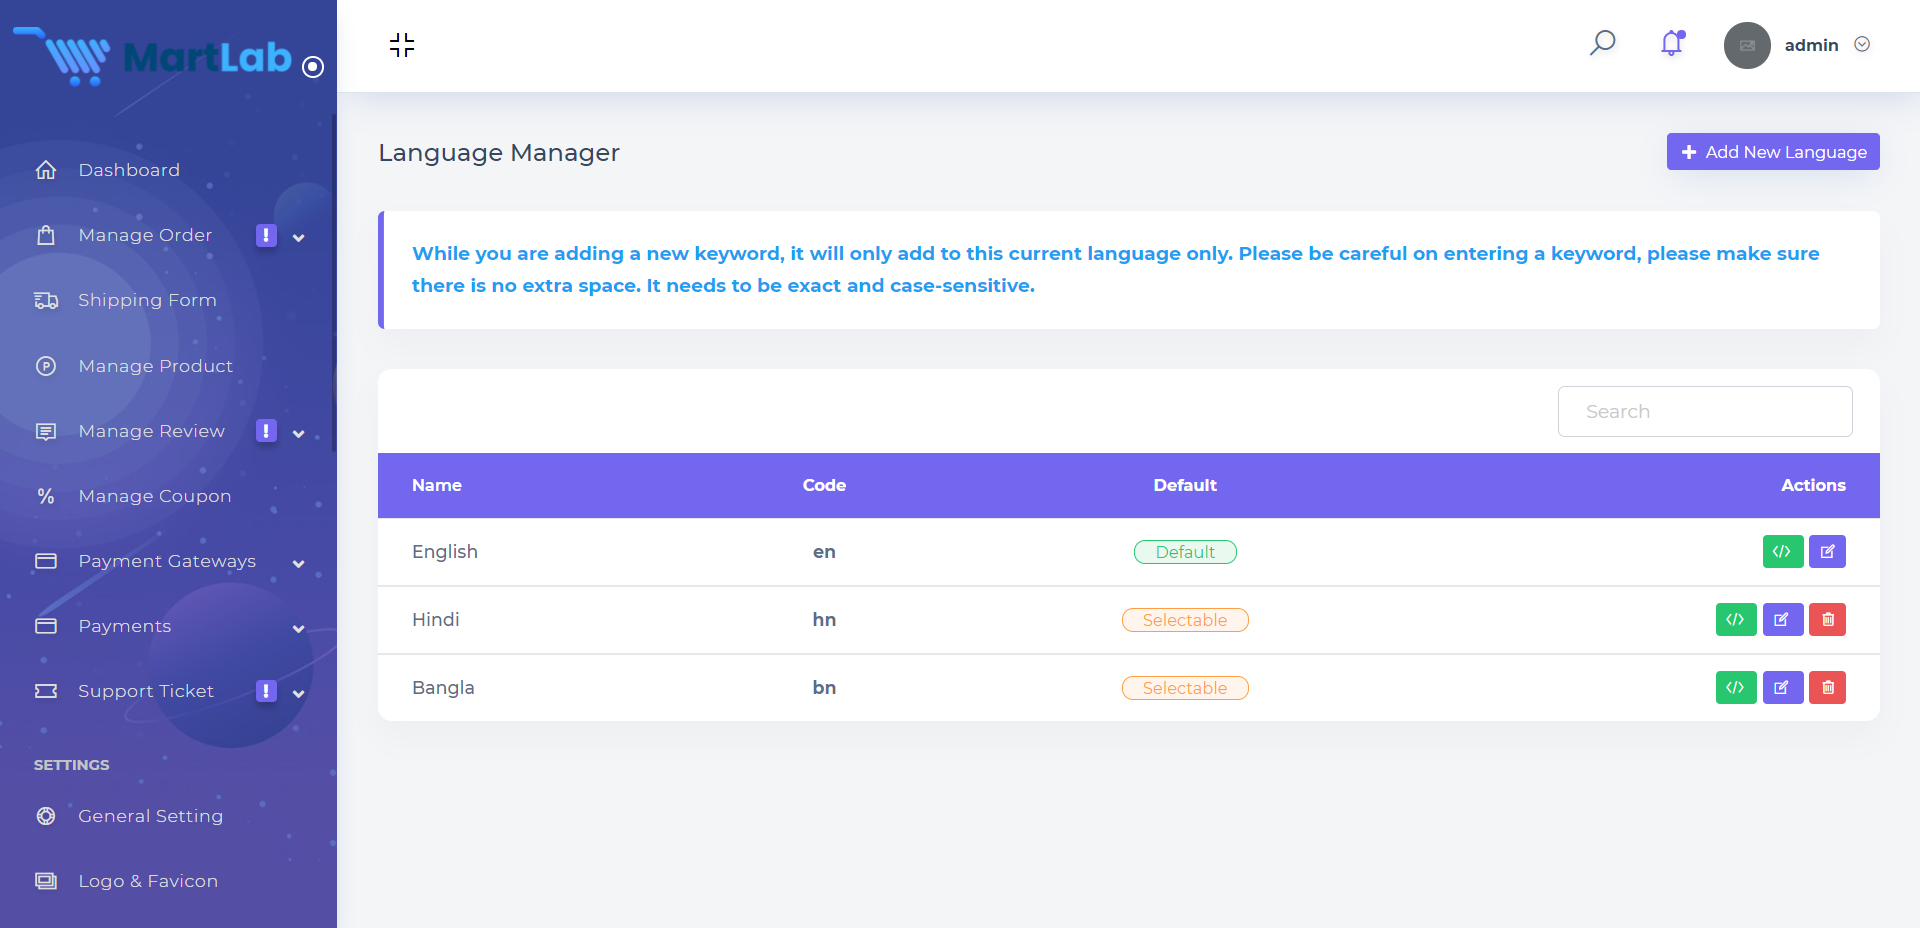 MartLab
admin
Dashboard
Manage Order
Shipping Form
Manage Product
Manage Review
Manage Coupon
Payment Gateways
Payments
Support Ticket
SETTINGS
General Setting
Logo & Favicon
Language Manager
Add New Language
While you are adding a new keyword, it will only add to this current language only. Please be careful on entering a keyword, please make sure
there is no extra space. It needs to be exact and case-sensitive.
Search
Name Code Default Actions
English en Default
Hindi hn Selectable
Bangla bn Selectable